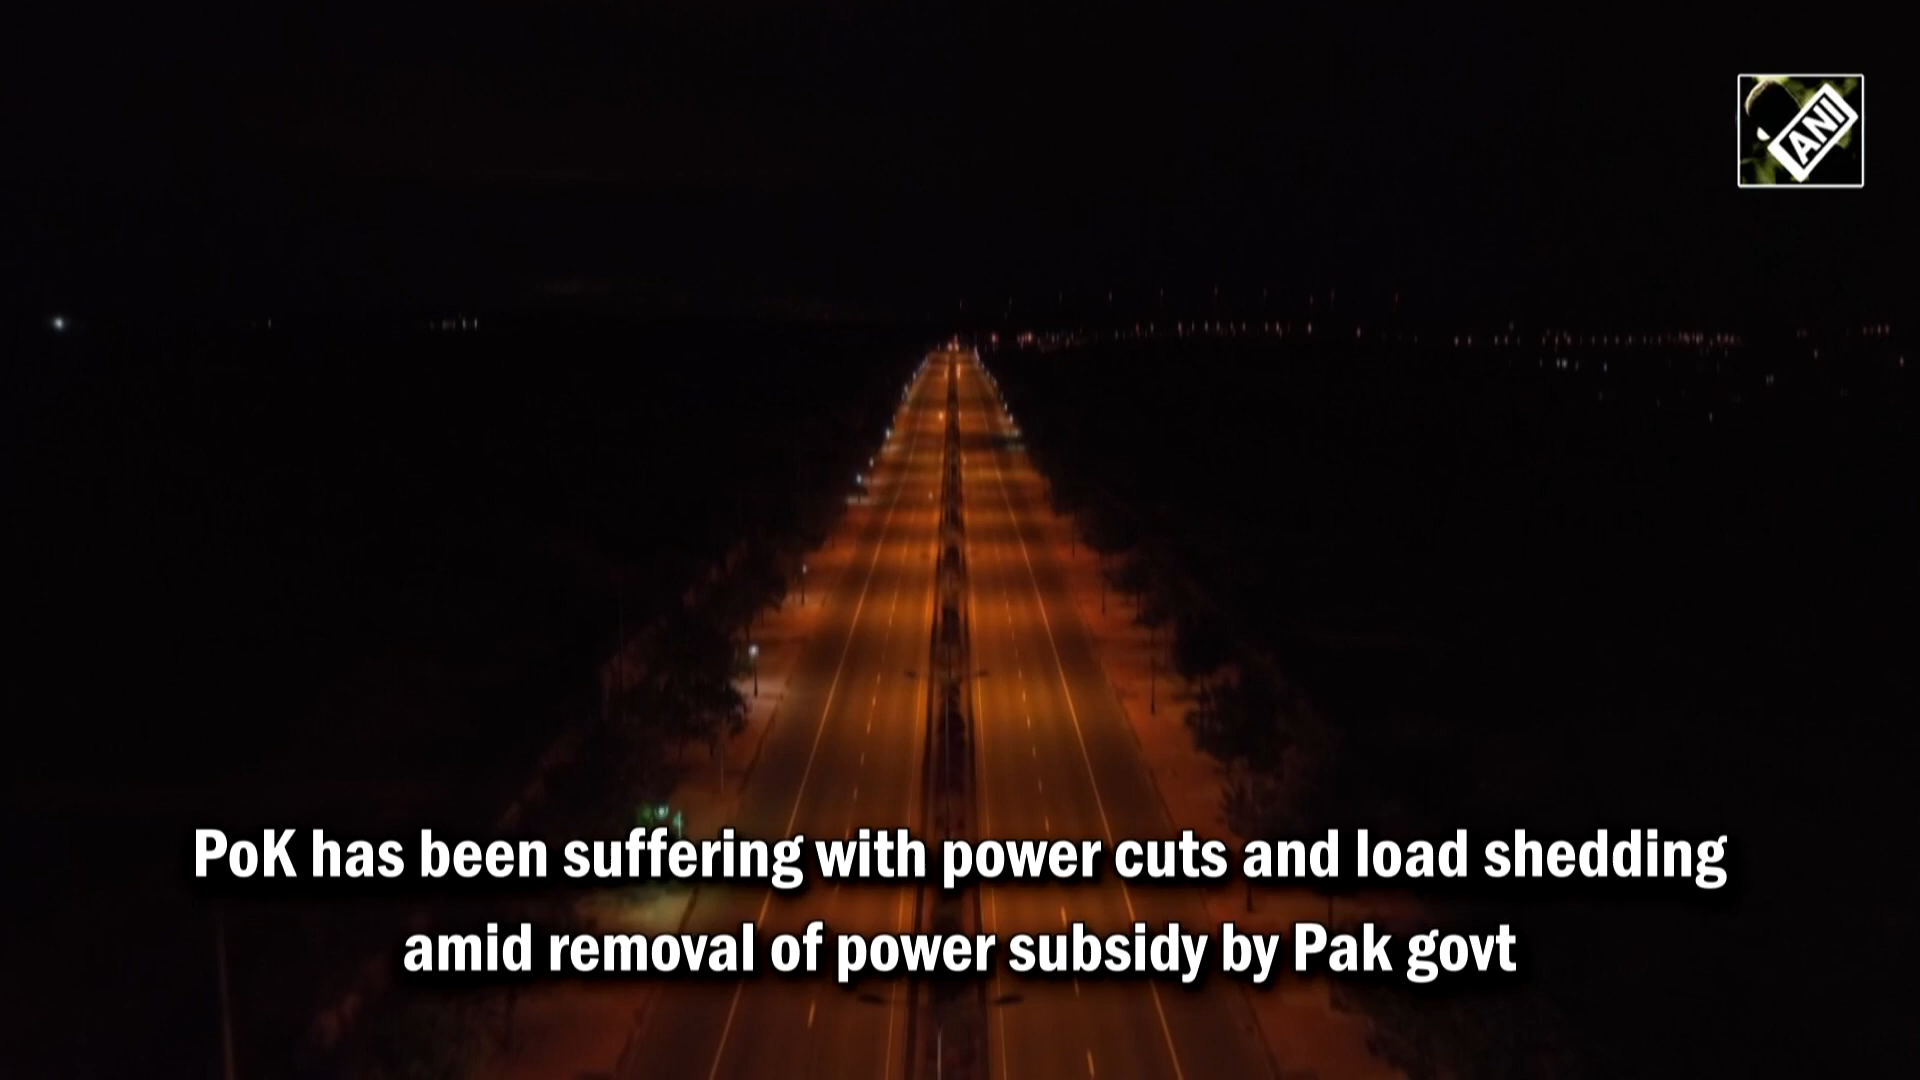 ANI
PoK has been suffering with power cuts and load shedding
amid removal of power subsidy by Pak govt